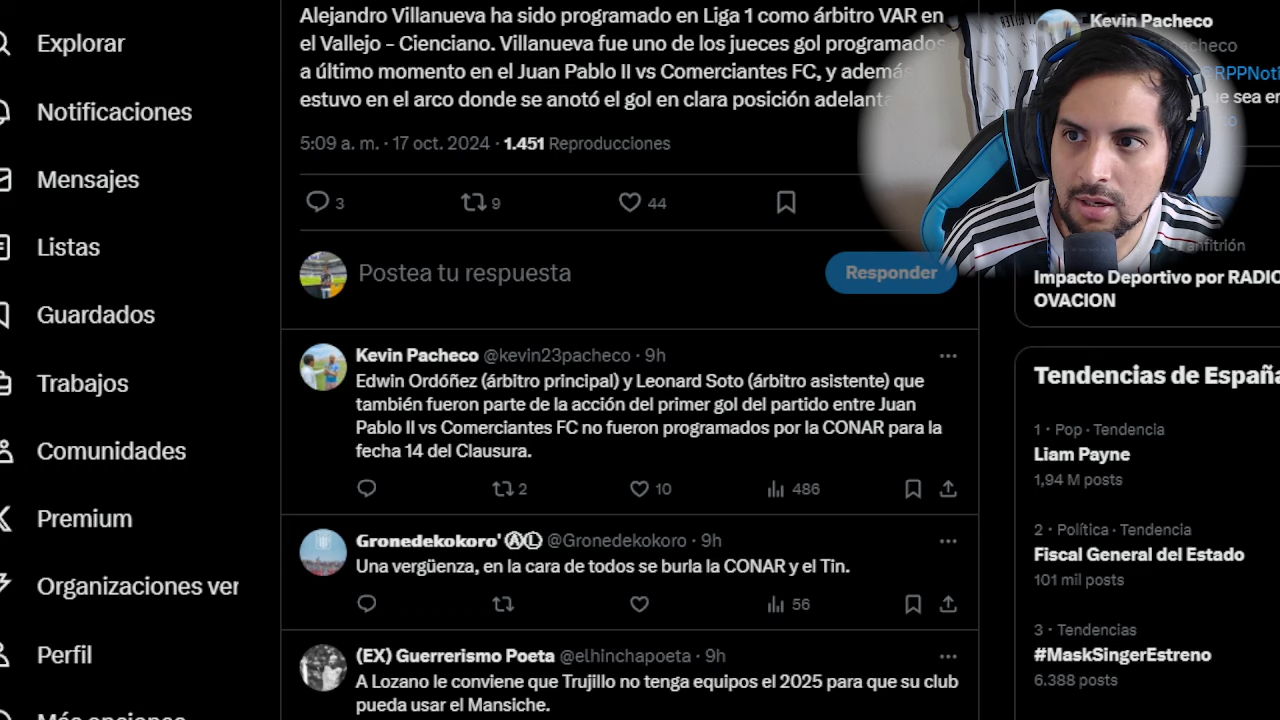 Explorar
Notificaciones
Mensajes
Listas
Guardados
Trabajos
Comunidades
Premium
Organizaciones ver
Perfil
Más opciones
Alejandro Villanueva ha sido programado en Liga 1 como árbitro VAR en
el Vallejo - Cienciano. Villanueva fue uno de los jueces gol programados
a último momento en el Juan Pablo II vs Comerciantes FC, y además
estuvo en el arco donde se anotó el gol en clara posición adelanta
5:09 a. m. · 17 oct. 2024 · 1.451 Reproducciones
3 9 44
Postea tu respuesta
Responder
Kevin Pacheco @kevin23pacheco · 9h
Edwin Ordóñez (árbitro principal) y Leonard Soto (árbitro asistente) que
también fueron parte de la acción del primer gol del partido entre Juan
Pablo II vs Comerciantes FC no fueron programados por la CONAR para la
fecha 14 del Clausura.
2 10 486
Gronedekokoro' ⒶⓁ @Gronedekokoro · 9h
Una vergüenza, en la cara de todos se burla la CONAR y el Tin.
56
(EX) Guerrerismo Poeta @elhinchapoeta · 9h
A Lozano le conviene que Trujillo no tenga equipos el 2025 para que su club
pueda usar el Mansiche.
Kevin Pacheco
pacheco
@RPPNoti
ue sea en
anfitrión
Impacto Deportivo por RADIO
OVACION
Tendencias de España
1 · Pop · Tendencia
Liam Payne
1,94 M posts
2 · Política · Tendencia
Fiscal General del Estado
101 mil posts
3 · Tendencias
#MaskSingerEstreno
6.388 posts